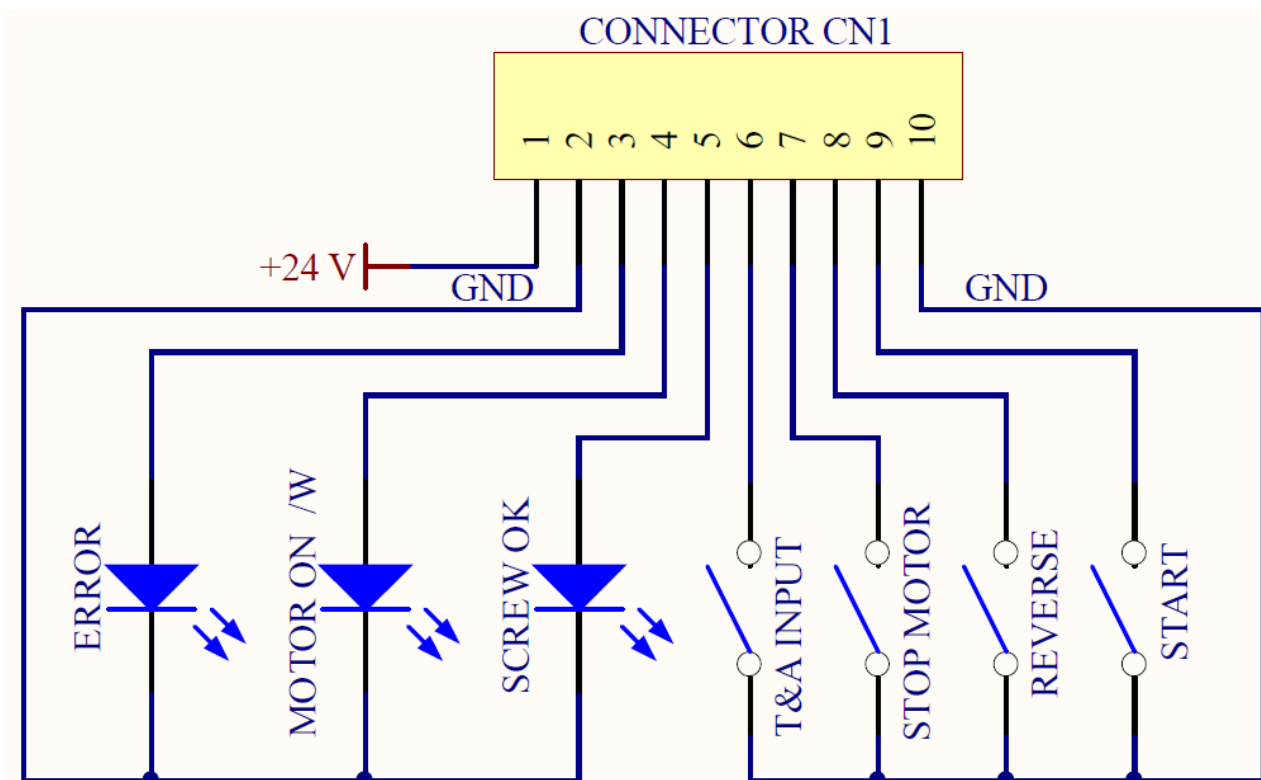 CONNECTOR CN1
1 2 3 4 5 6 7 8 9 10
+24 V
GND
GND
ERROR
MOTOR ON /W
SCREW OK
T&A INPUT
STOP MOTOR
REVERSE
START